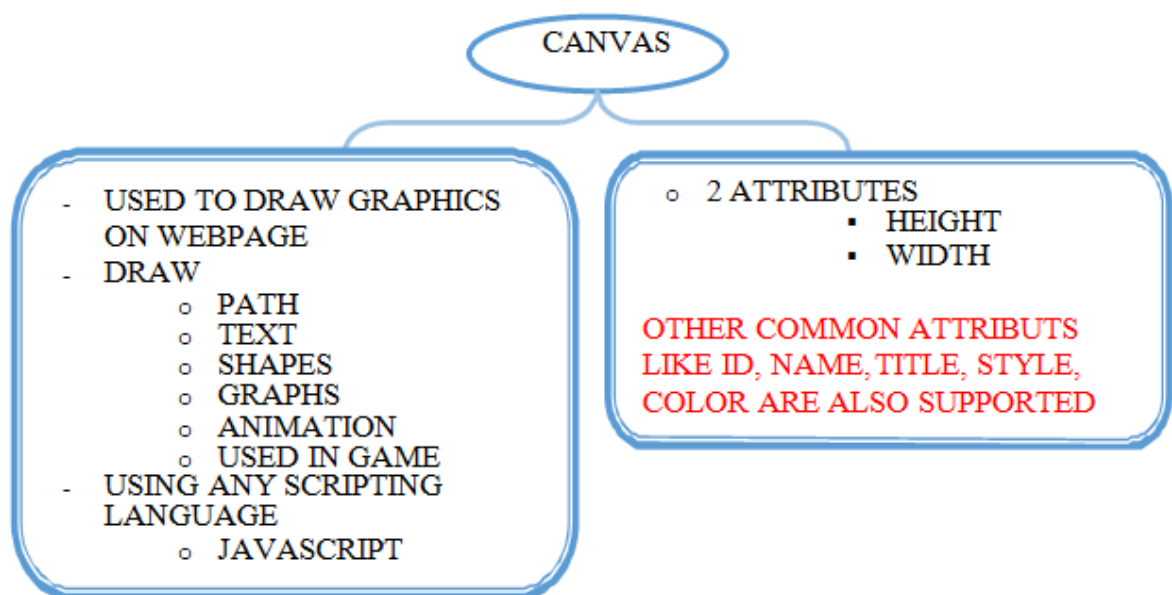 CANVAS
- USED TO DRAW GRAPHICS
ON WEBPAGE
- DRAW
o PATH
o TEXT
o SHAPES
o GRAPHS
o ANIMATION
o USED IN GAME
- USING ANY SCRIPTING
LANGUAGE
o JAVASCRIPT
o 2 ATTRIBUTES
▪ HEIGHT
▪ WIDTH
OTHER COMMON ATTRIBUTS
LIKE ID, NAME, TITLE, STYLE,
COLOR ARE ALSO SUPPORTED